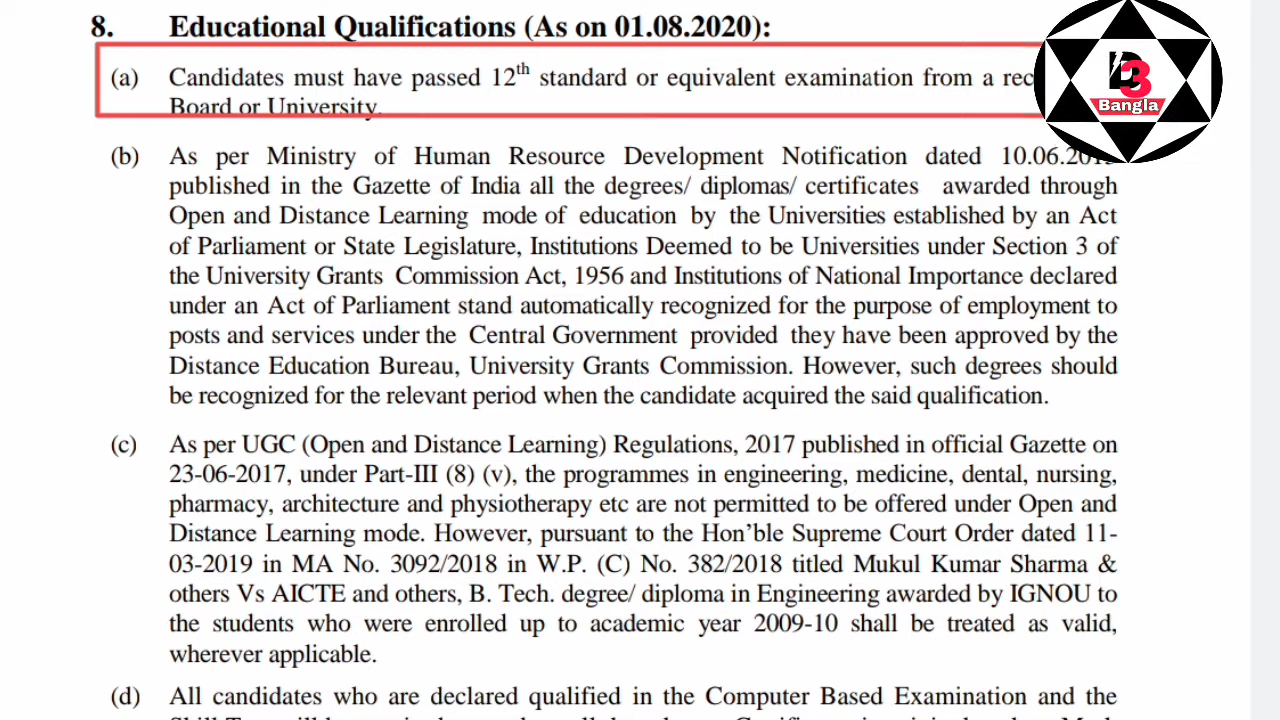 8. Educational Qualifications (As on 01.08.2020):
(a) Candidates must have passed 12th standard or equivalent examination from a
Board or University.
D3
Bangla
(b) As per Ministry of Human Resource Development Notification dated
published in the Gazette of India all the degrees/ diplomas/ certificates awarded through
Open and Distance Learning mode of education by the Universities established by an Act
of Parliament or State Legislature, Institutions Deemed to be Universities under Section 3 of
the University Grants Commission Act, 1956 and Institutions of National Importance declared
under an Act of Parliament stand automatically recognized for the purpose of employment to
posts and services under the Central Government provided they have been approved by the
Distance Education Bureau, University Grants Commission. However, such degrees should
be recognized for the relevant period when the candidate acquired the said qualification.
(c) As per UGC (Open and Distance Learning) Regulations, 2017 published in official Gazette on
23-06-2017, under Part-III (8) (v), the programmes in engineering, medicine, dental, nursing,
pharmacy, architecture and physiotherapy etc are not permitted to be offered under Open and
Distance Learning mode. However, pursuant to the Hon’ble Supreme Court Order dated 11-
03-2019 in MA No. 3092/2018 in W.P. (C) No. 382/2018 titled Mukul Kumar Sharma &
others Vs AICTE and others, B. Tech. degree/ diploma in Engineering awarded by IGNOU to
the students who were enrolled up to academic year 2009-10 shall be treated as valid,
wherever applicable.
(d) All candidates who are declared qualified in the Computer Based Examination and the